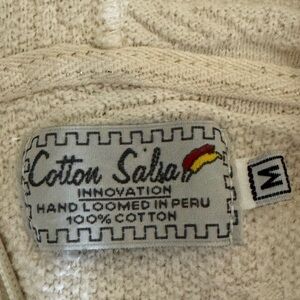 Cotton Salsa
INNOVATION
HAND LOOMED IN PERU
100% COTTON
M